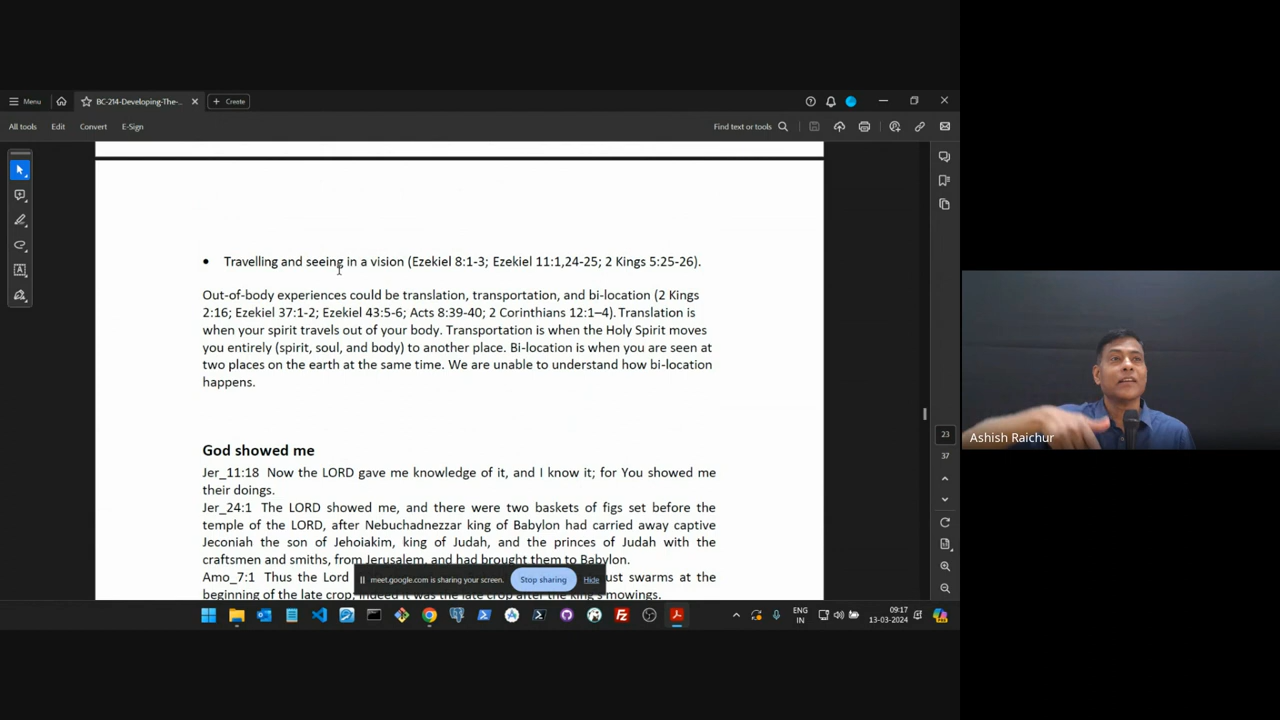 Menu
BC-214-Developing-The-...
Create
All tools
Edit
Convert
E-Sign
Find text or tools
• Travelling and seeing in a vision (Ezekiel 8:1-3; Ezekiel 11:1,24-25; 2 Kings 5:25-26).
Out-of-body experiences could be translation, transportation, and bi-location (2 Kings
2:16; Ezekiel 37:1-2; Ezekiel 43:5-6; Acts 8:39-40; 2 Corinthians 12:1–4). Translation is
when your spirit travels out of your body. Transportation is when the Holy Spirit moves
you entirely (spirit, soul, and body) to another place. Bi-location is when you are seen at
two places on the earth at the same time. We are unable to understand how bi-location
happens.
God showed me
Jer_11:18 Now the LORD gave me knowledge of it, and I know it; for You showed me
their doings.
Jer_24:1 The LORD showed me, and there were two baskets of figs set before the
temple of the LORD, after Nebuchadnezzar king of Babylon had carried away captive
Jeconiah the son of Jehoiakim, king of Judah, and the princes of Judah with the
craftsmen and smiths, from Jerusalem, and had brought them to Babylon.
Amo_7:1 Thus the Lord swarms at the
beginning of the late crop; indeed it was the late crop after the king's mowings.
meet.google.com is sharing your screen.
Stop sharing
Hide
23
37
ENG
IN
09:17
13-03-2024
Ashish Raichur